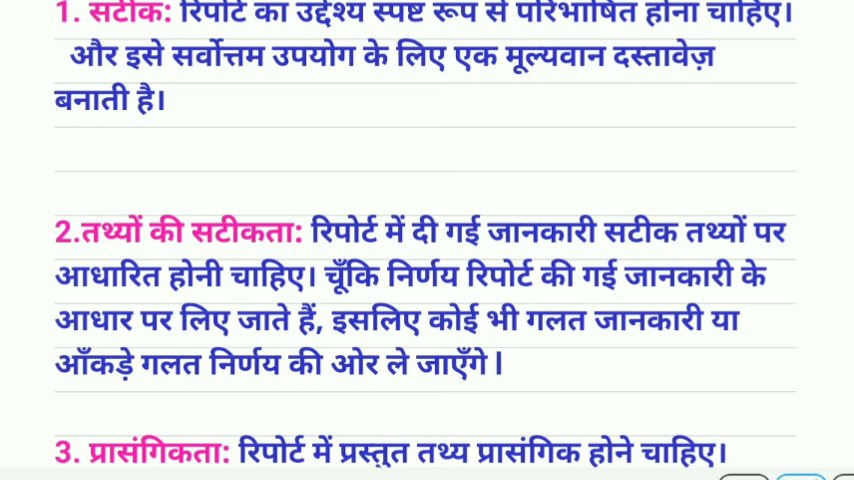 1. सटीक: रिपोर्ट का उद्देश्य स्पष्ट रूप से परिभाषित होना चाहिए।
और इसे सर्वोत्तम उपयोग के लिए एक मूल्यवान दस्तावेज़
बनाती है।
2.तथ्यों की सटीकता: रिपोर्ट में दी गई जानकारी सटीक तथ्यों पर
आधारित होनी चाहिए। चूँकि निर्णय रिपोर्ट की गई जानकारी के
आधार पर लिए जाते हैं, इसलिए कोई भी गलत जानकारी या
आँकड़े गलत निर्णय की ओर ले जाएँगे।
3. प्रासंगिकता: रिपोर्ट में प्रस्तुत तथ्य प्रासंगिक होने चाहिए।